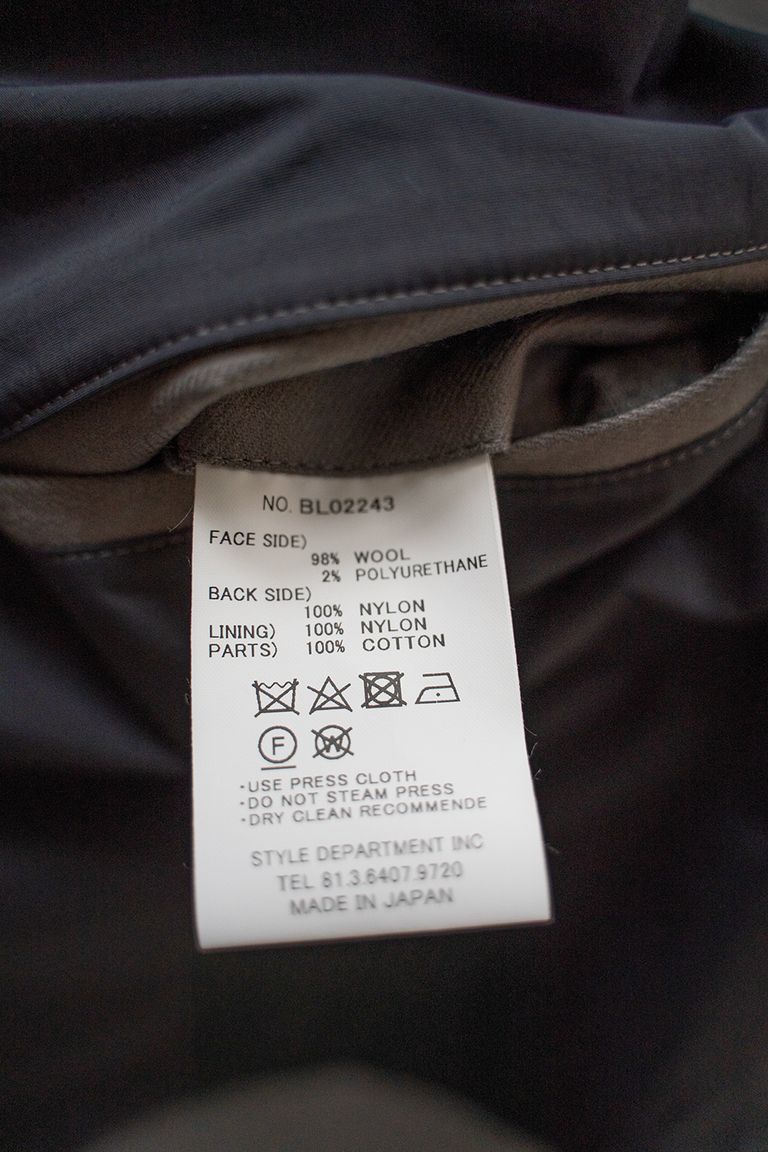 NO. BL02243
FACE SIDE)
98% WOOL
2% POLYURETHANE
BACK SIDE)
100% NYLON
LINING) 100% NYLON
PARTS) 100% COTTON
F W
·USE PRESS CLOTH
·DO NOT STEAM PRESS
·DRY CLEAN RECOMMENDE
STYLE DEPARTMENT INC
TEL 81.3.6407.9720
MADE IN JAPAN